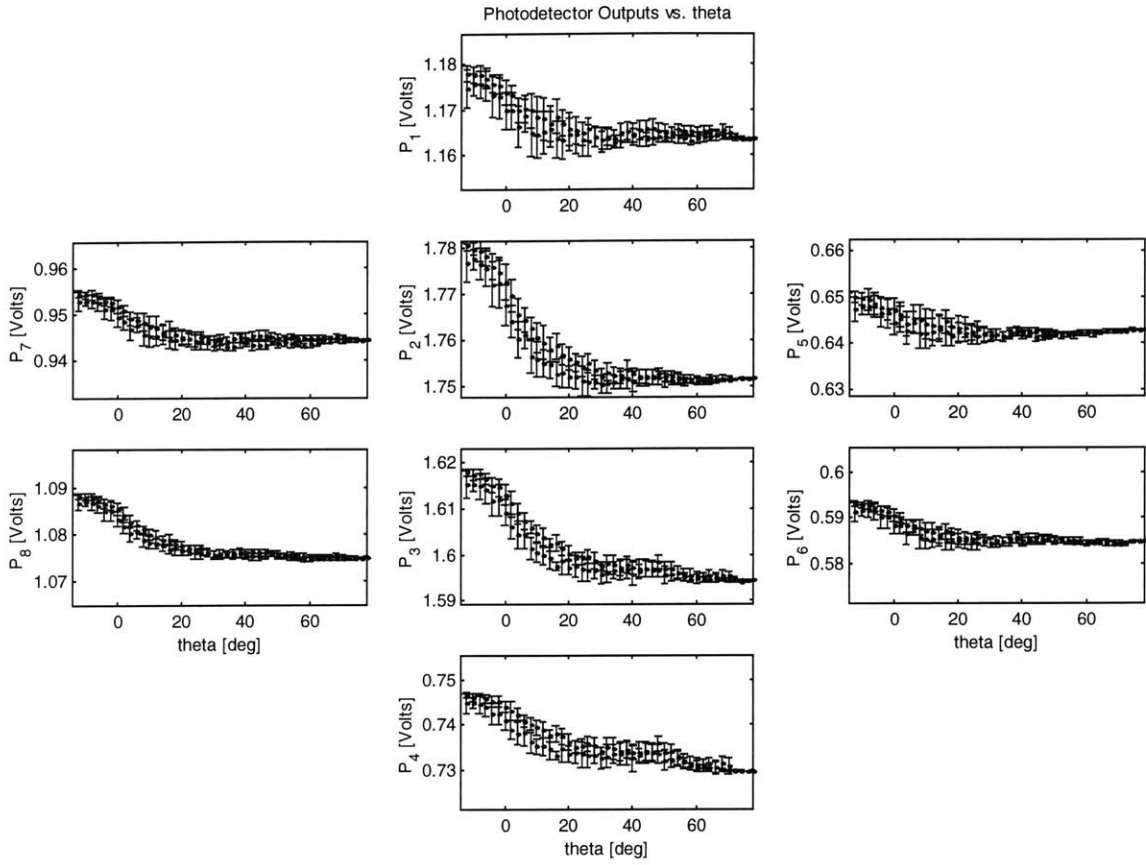 Photodetector Outputs vs. theta
P1 [Volts]
1.18
1.17
1.16
0 20 40 60
P7 [Volts]
0.96
0.95
0.94
0 20 40 60
P2 [Volts]
1.78
1.77
1.76
1.75
0 20 40 60
P5 [Volts]
0.66
0.65
0.64
0.63
0 20 40 60
P8 [Volts]
1.09
1.08
1.07
0 20 40 60
theta [deg]
P3 [Volts]
1.62
1.61
1.6
1.59
0 20 40 60
P6 [Volts]
0.6
0.59
0.58
0 20 40 60
theta [deg]
P4 [Volts]
0.75
0.74
0.73
0 20 40 60
theta [deg]